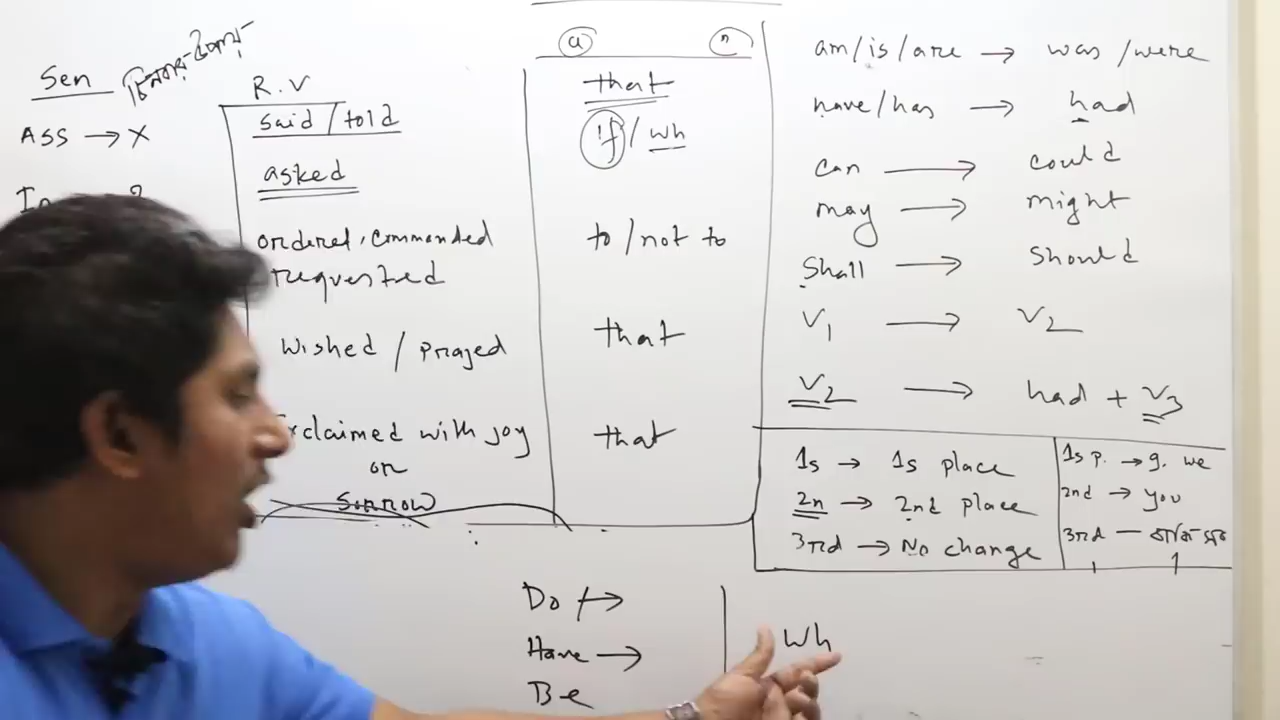 Sen
R.V
ASS → X
said / told
asked
ordered, commanded
requested
wished / prayed
exclaimed with joy
or
sorrow
that
if / wh
to / not to
that
that
am/is/are → was/were
have/has → had
can → could
may → might
Shall → Should
V1 → V2
V2 → had + V3
1s → 1s place
2n → 2nd place
3rd → No change
1s p. → I. we
2nd → you
3rd —
Do →
Have →
Be
Wh